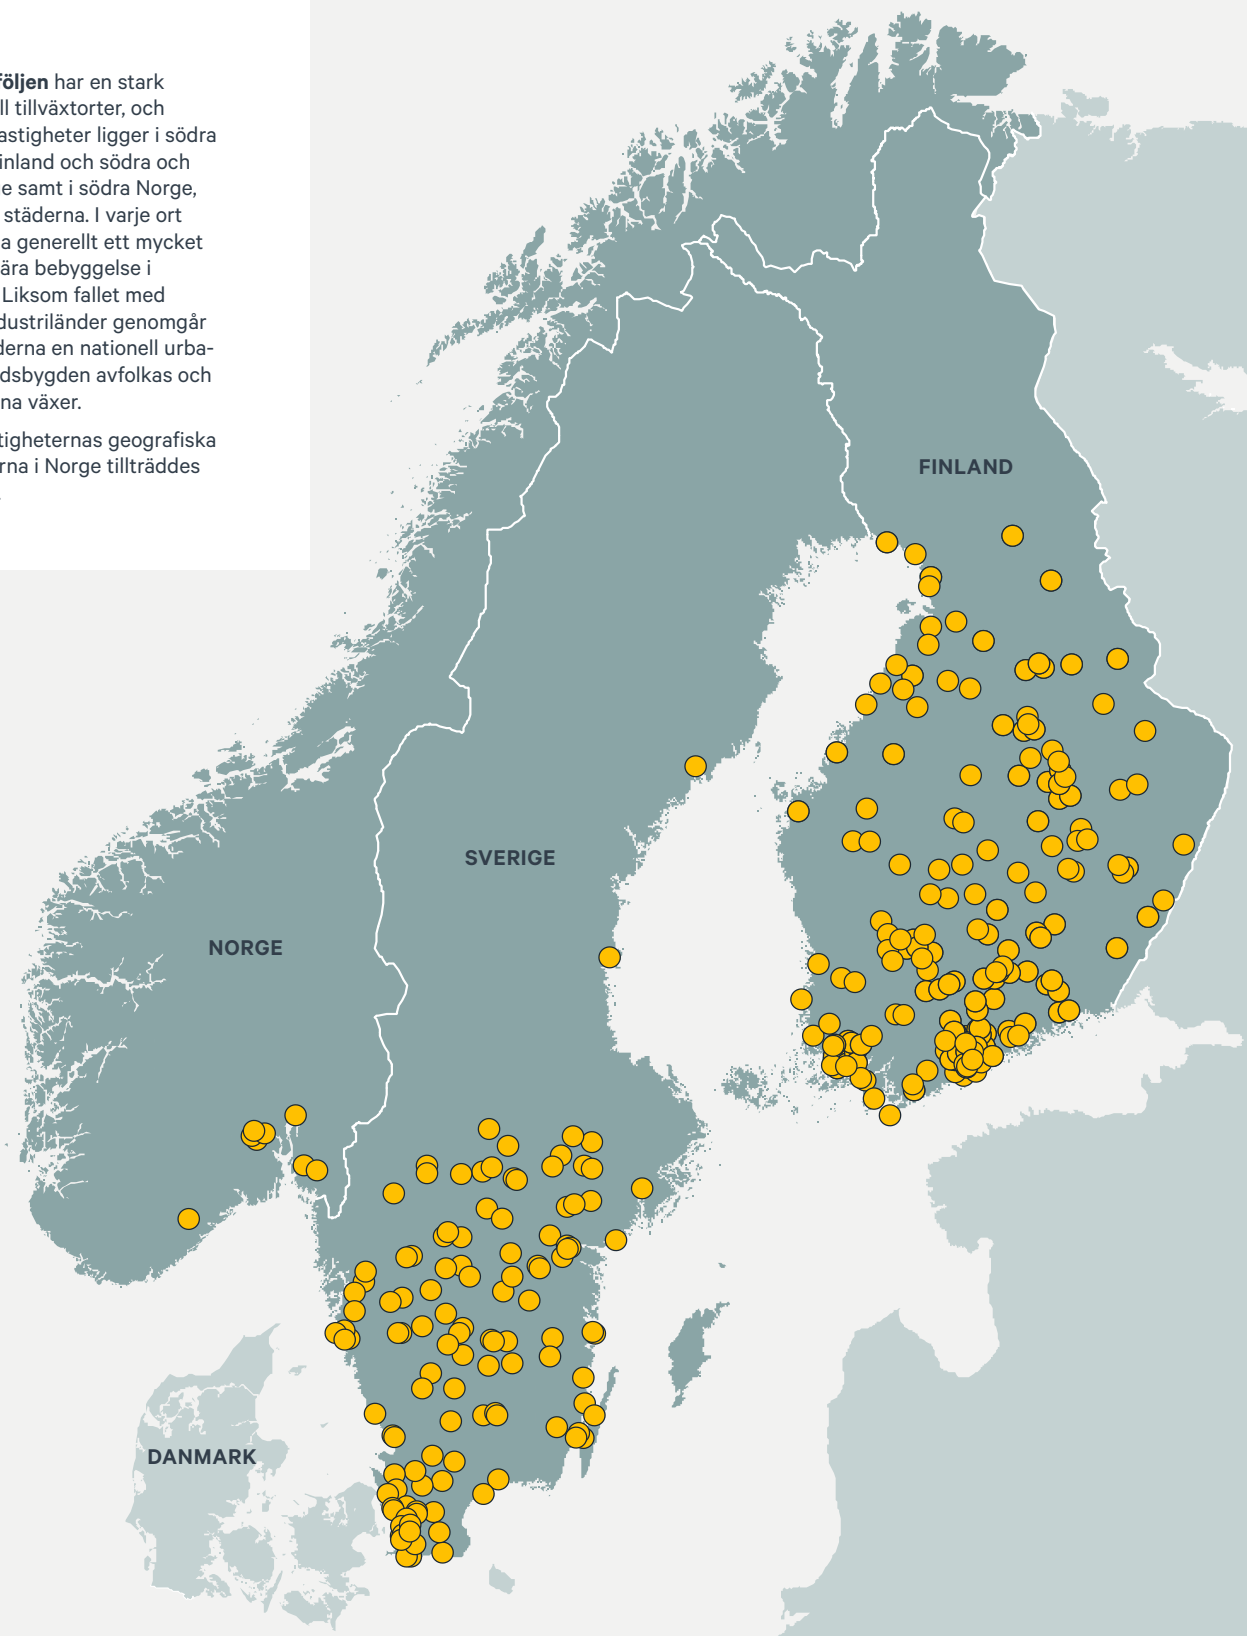 följen har en stark
ll tillväxtorter, och
astigheter ligger i södra
inland och södra och
e samt i södra Norge,
städerna. I varje ort
a generellt ett mycket
ära bebyggelse i
Liksom fallet med
dustriländer genomgår
derna en nationell urba-
dsbygden avfolkas och
na växer.
tigheternas geografiska
rna i Norge tillträddes
.
FINLAND
SVERIGE
NORGE
DANMARK